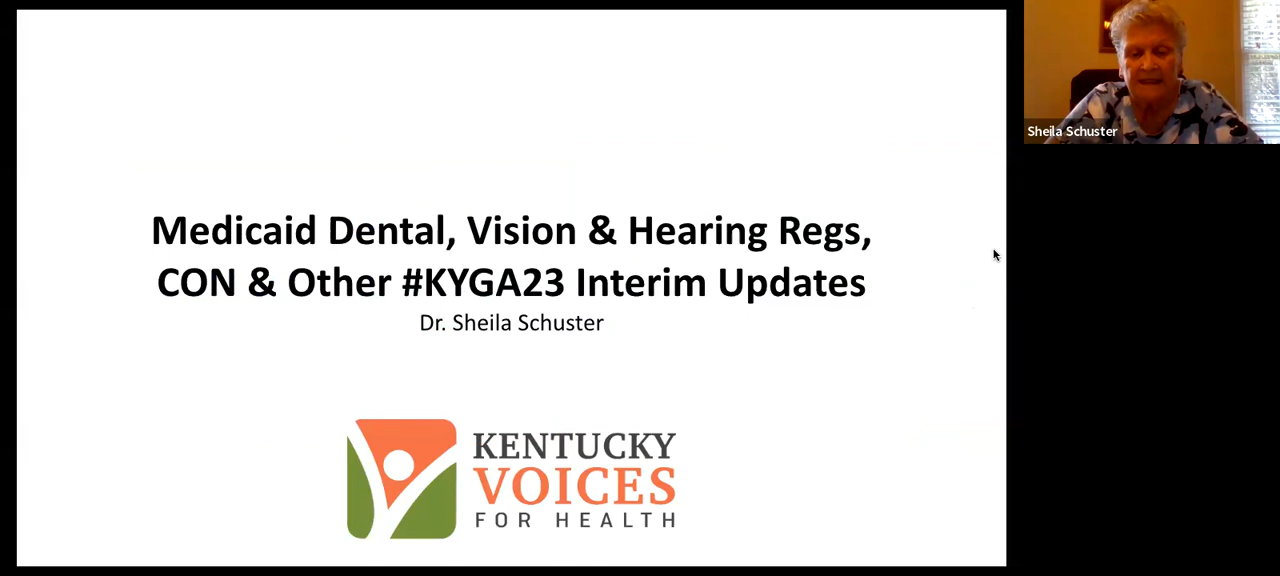 Medicaid Dental, Vision & Hearing Regs,
CON & Other #KYGA23 Interim Updates
Dr. Sheila Schuster
KENTUCKY
VOICES
FOR HEALTH
Sheila Schuster